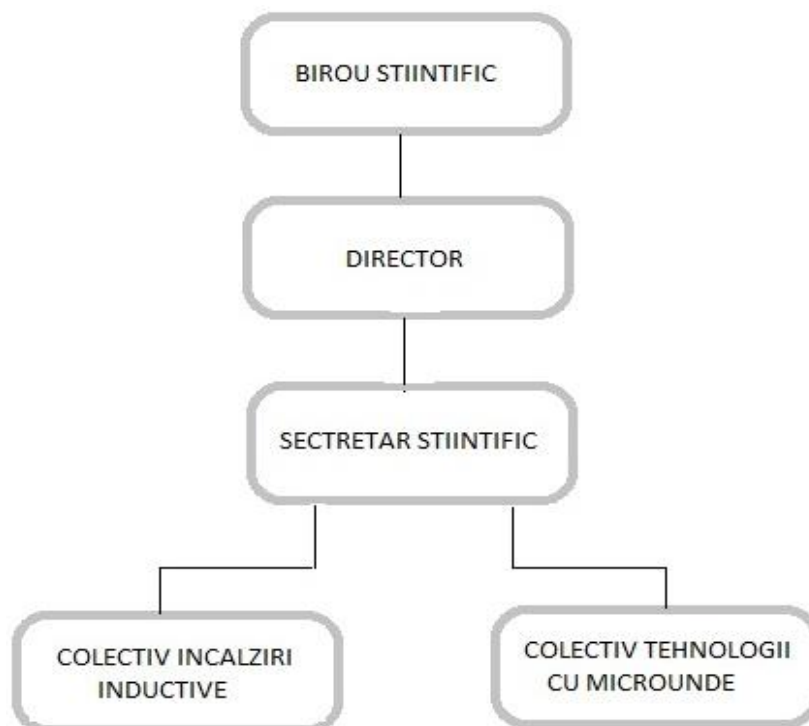 BIROU STIINTIFIC
DIRECTOR
SECTRETAR STIINTIFIC
COLECTIV INCALZIRI
INDUCTIVE
COLECTIV TEHNOLOGII
CU MICROUNDE